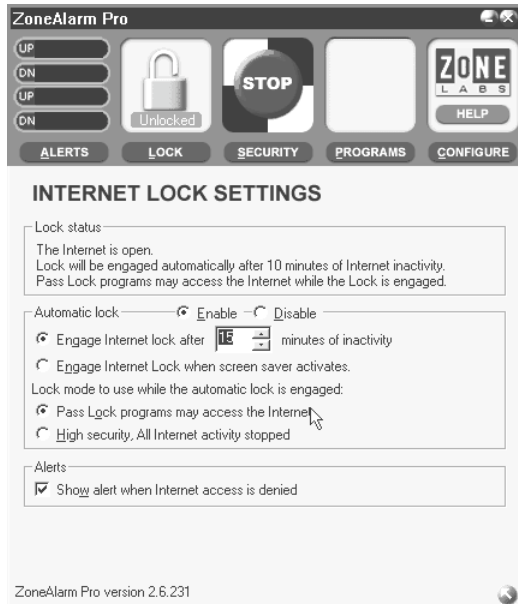 ZoneAlarm Pro
UP
DN
UP
DN
Unlocked
STOP
ZONE
LABS
HELP
ALERTS LOCK SECURITY PROGRAMS CONFIGURE
INTERNET LOCK SETTINGS
Lock status
The Internet is open.
Lock will be engaged automatically after 10 minutes of Internet inactivity.
Pass Lock programs may access the Internet while the Lock is engaged.
Automatic lock Enable Disable
Engage Internet lock after 15 minutes of inactivity
Engage Internet Lock when screen saver activates.
Lock mode to use while the automatic lock is engaged:
Pass Lock programs may access the Internet
High security, All Internet activity stopped
Alerts
Show alert when Internet access is denied
ZoneAlarm Pro version 2.6.231